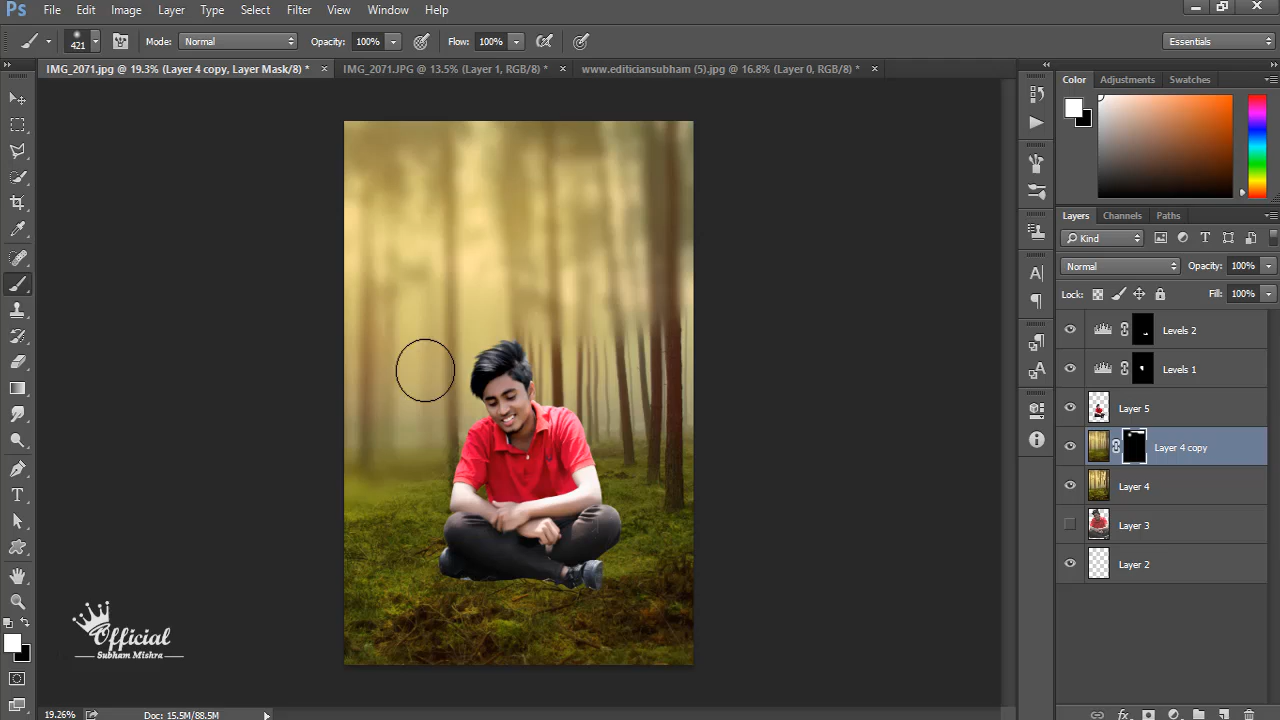 Ps File Edit Image Layer Type Select Filter View Window Help
421 Mode: Normal Opacity: 100% Flow: 100% Essentials
IMG_2071.jpg @ 19.3% (Layer 4 copy, Layer Mask/8) * × IMG_2071.JPG @ 13.5% (Layer 1, RGB/8) * × www.editiciansubham (5).jpg @ 16.8% (Layer 0, RGB/8) * ×
Color Adjustments Swatches
Layers Channels Paths
Kind
Normal Opacity: 100%
Lock: Fill: 100%
Levels 2
Levels 1
Layer 5
Layer 4 copy
Layer 4
Layer 3
Layer 2
Official
Subham Mishra
19.26% Doc: 15.5M/88.5M